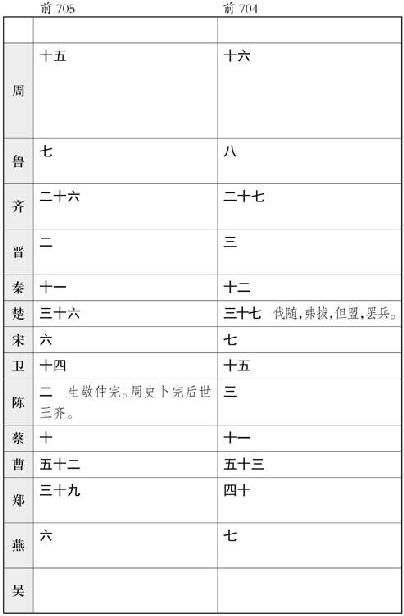 前 705 前 704
周 十五 十六
鲁 七 八
齐 二十六 二十七
晋 二 三
秦 十一 十二
楚 三十六 三十七 伐随,弗拔,但盟,罢兵。
宋 六 七
卫 十四 十五
陈 二 生敬仲完。周史卜完后世 三
王齐。
蔡 十 十一
曹 五十二 五十三
郑 三十九 四十
燕 六 七
吴